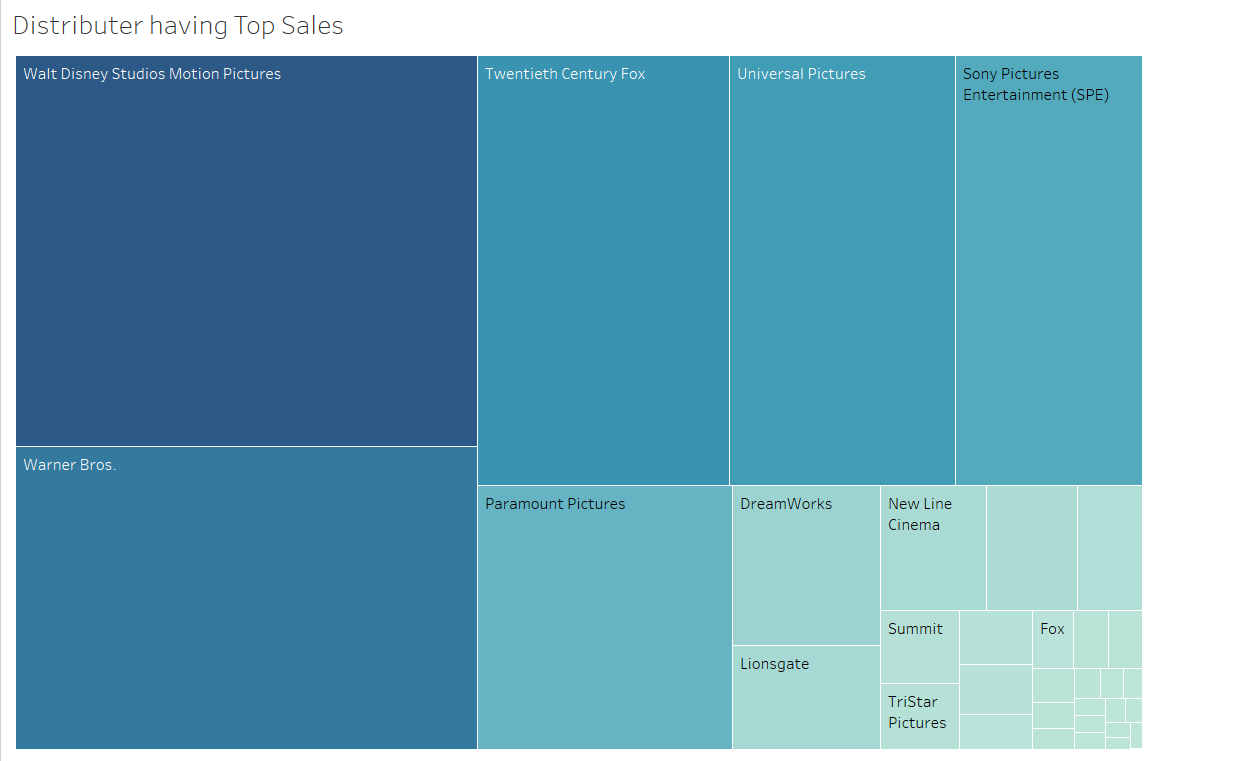 Distributer having Top Sales
Walt Disney Studios Motion Pictures
Twentieth Century Fox
Universal Pictures
Sony Pictures
Entertainment (SPE)
Warner Bros.
Paramount Pictures
DreamWorks
New Line
Cinema
Summit
Fox
Lionsgate
TriStar
Pictures